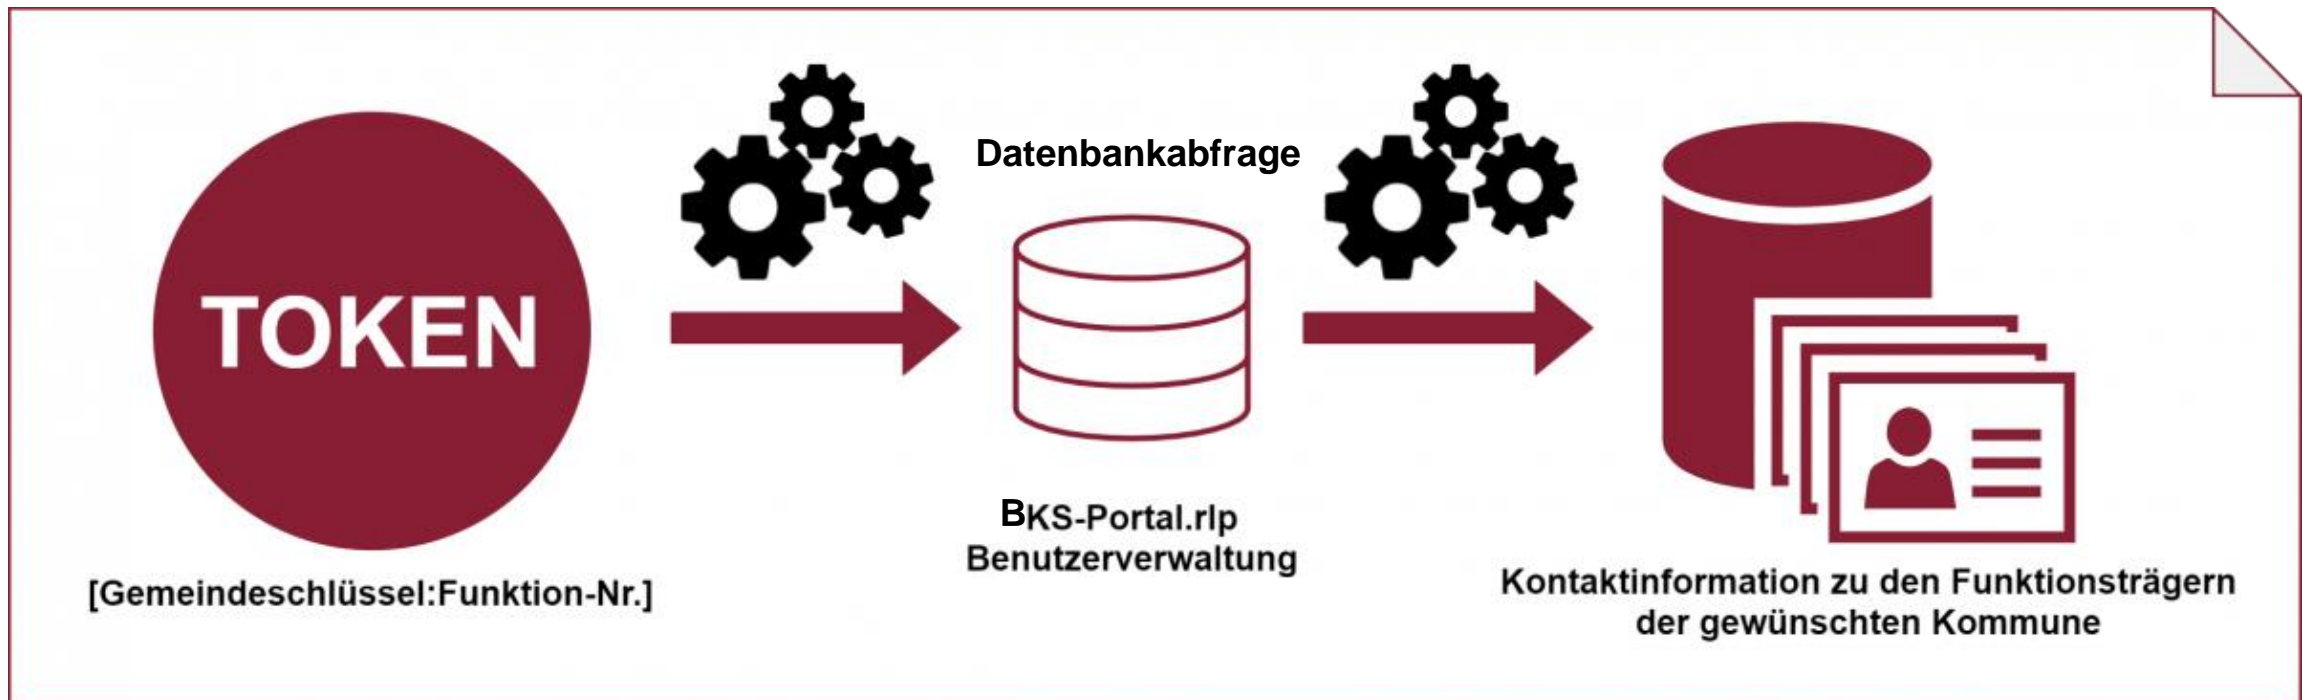 Datenbankabfrage
TOKEN
[Gemeindeschlüssel:Funktion-Nr.]
BKS-Portal.rlp
Benutzerverwaltung
Kontaktinformation zu den Funktionsträgern
der gewünschten Kommune